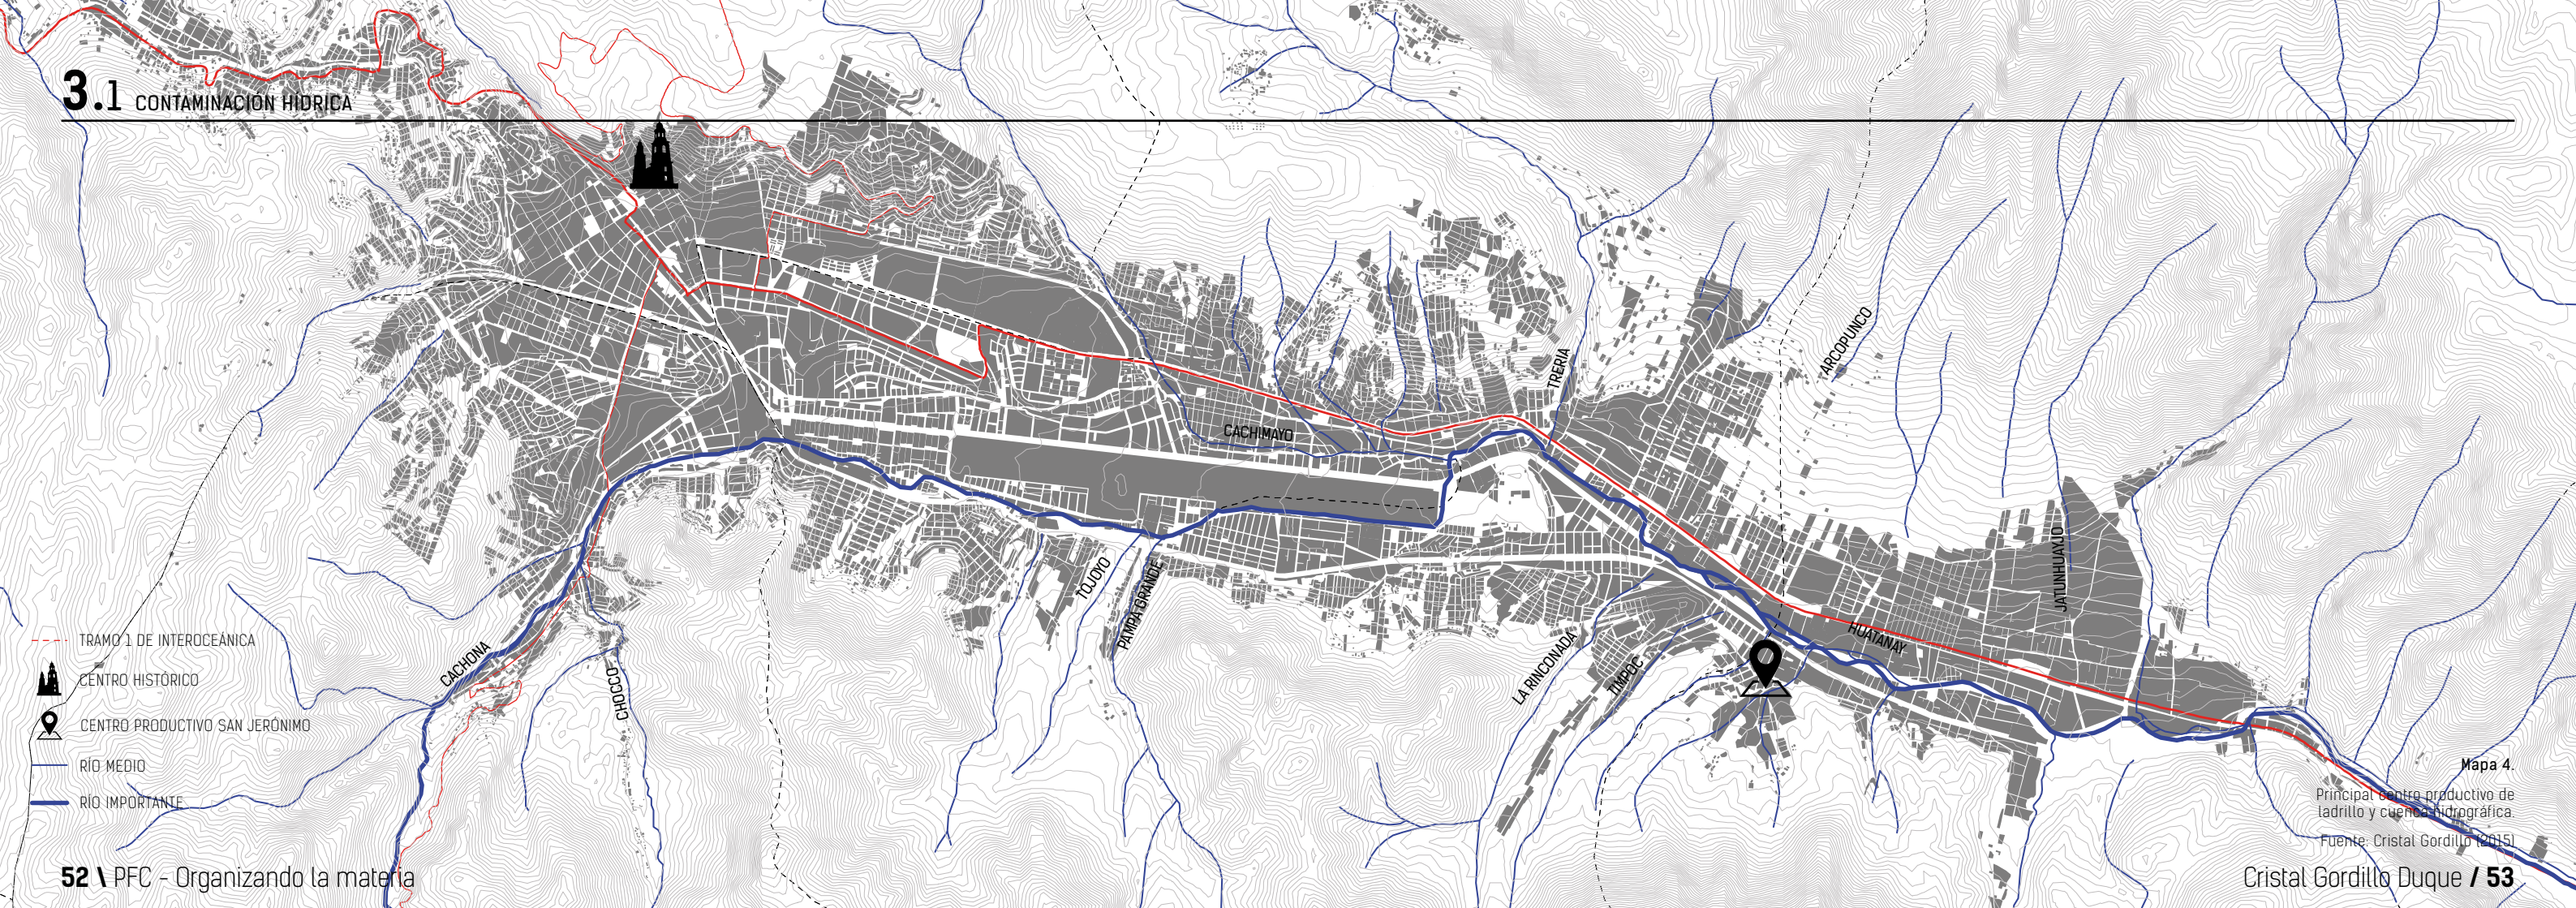 3.1 CONTAMINACIÓN HÍDRICA
ARCOPUNCO
TRERIA
CACHIMAYO
JATUNHUAYJO
TOJOYO
PAMPA GRANDE
HUATANAY
LA RINCONADA
TIMPOC
CACHONA
CHOCCO
TRAMO 1 DE INTEROCEÁNICA
CENTRO HISTÓRICO
CENTRO PRODUCTIVO SAN JERÓNIMO
RÍO MEDIO
RÍO IMPORTANTE
Mapa 4.
Principal centro productivo de
ladrillo y cuenca hidrográfica.
Fuente: Cristal Gordillo (2015)
52 \ PFC - Organizando la materia
Cristal Gordillo Duque / 53